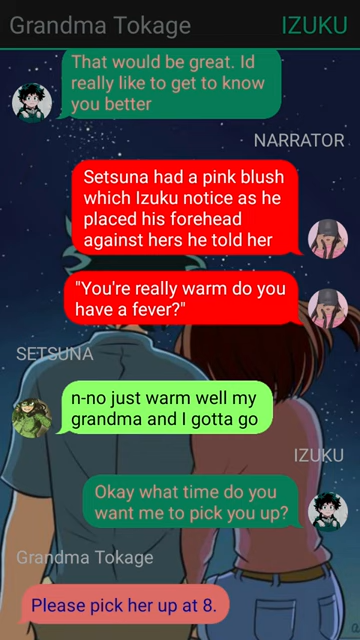 Grandma Tokage IZUKU
That would be great. Id
really like to get to know
you better
NARRATOR
Setsuna had a pink blush
which Izuku notice as he
placed his forehead
against hers he told her
"You're really warm do you
have a fever?"
SETSUNA
n-no just warm well my
grandma and I gotta go
IZUKU
Okay what time do you
want me to pick you up?
Grandma Tokage
Please pick her up at 8.